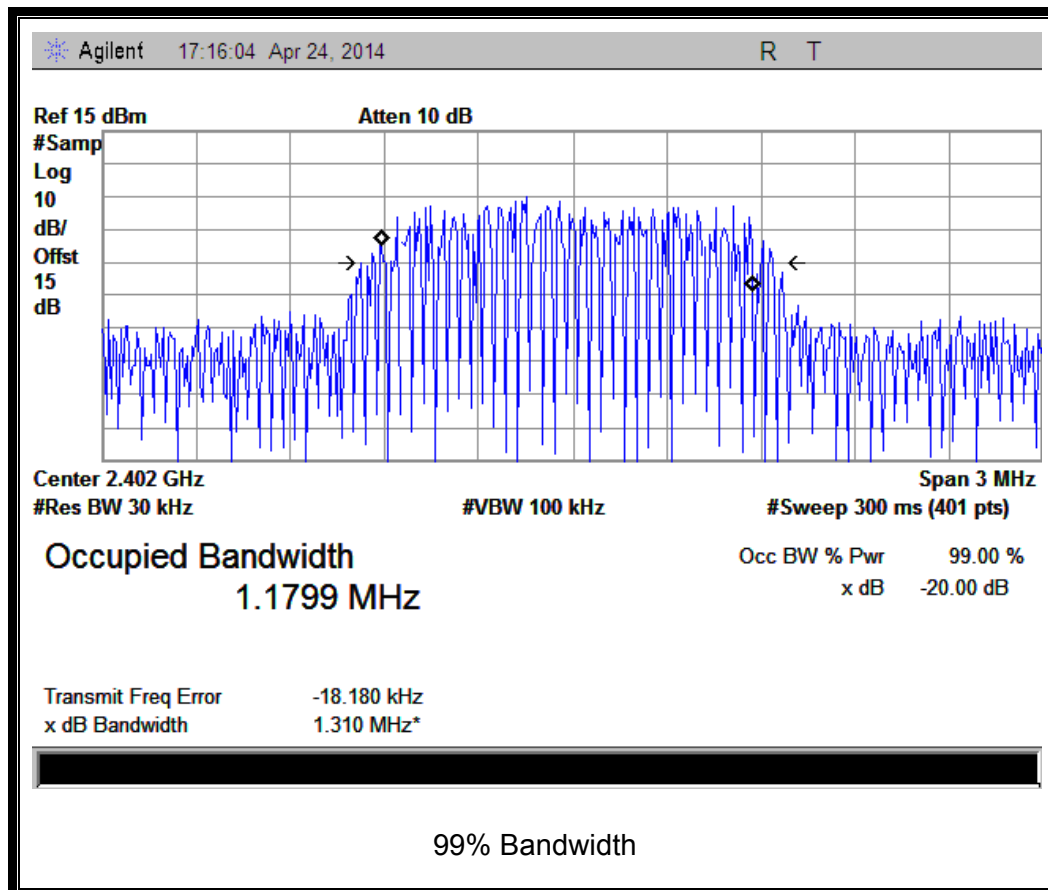 Agilent 17:16:04 Apr 24, 2014 R T
Ref 15 dBm Atten 10 dB
#Samp
Log
10
dB/
Offst
15
dB
Center 2.402 GHz Span 3 MHz
#Res BW 30 kHz #VBW 100 kHz #Sweep 300 ms (401 pts)
Occupied Bandwidth Occ BW % Pwr 99.00 %
1.1799 MHz x dB -20.00 dB
Transmit Freq Error -18.180 kHz
x dB Bandwidth 1.310 MHz*
99% Bandwidth